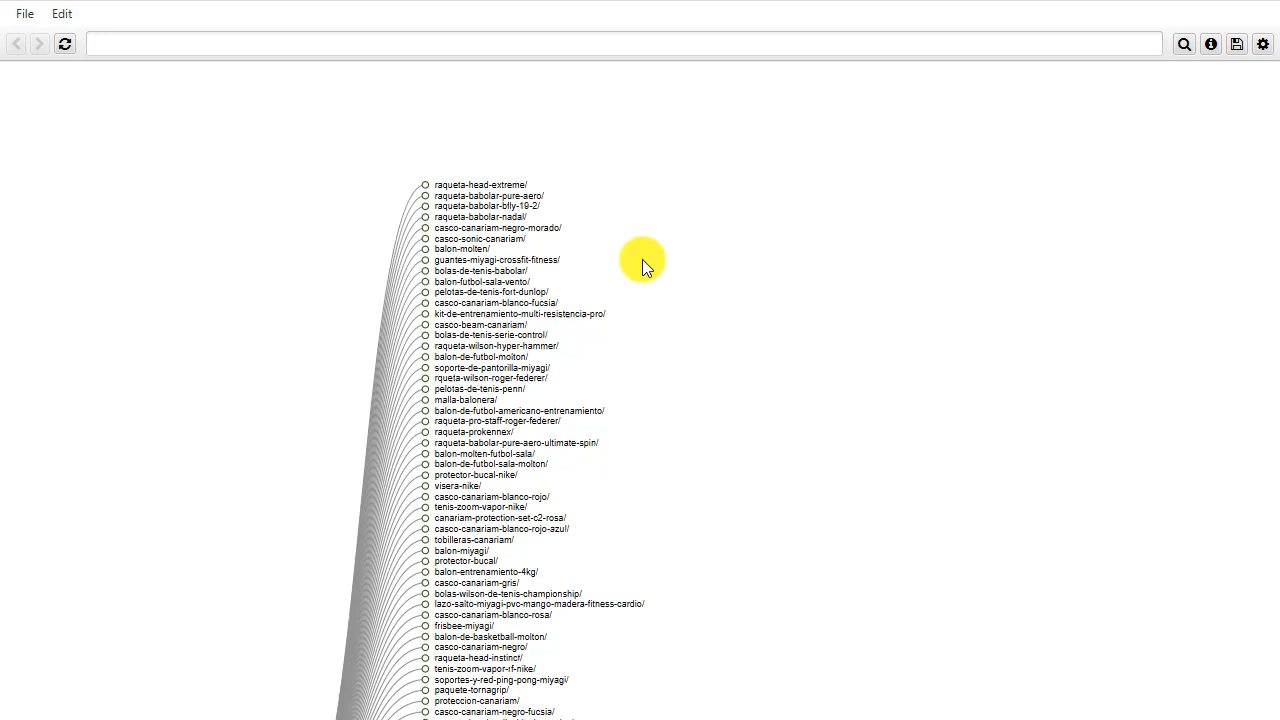 File Edit
raqueta-head-extreme/
raqueta-babolar-pure-aero/
raqueta-babolar-bfly-19-2/
raqueta-babolar-nadal/
casco-canariam-negro-morado/
casco-sonic-canariam/
balon-molten/
guantes-miyagi-crossfit-fitness/
bolas-de-tenis-babolar/
balon-futbol-sala-vento/
pelotas-de-tenis-fort-dunlop/
casco-canariam-blanco-fucsia/
kit-de-entrenamiento-multi-resistencia-pro/
casco-beam-canariam/
bolas-de-tenis-serie-control/
raqueta-wilson-hyper-hammer/
balon-de-futbol-molton/
soporte-de-pantorilla-miyagi/
rqueta-wilson-roger-federer/
pelotas-de-tenis-penn/
malla-balonera/
balon-de-futbol-americano-entrenamiento/
raqueta-pro-staff-roger-federer/
raqueta-prokennex/
raqueta-babolar-pure-aero-ultimate-spin/
balon-molten-futbol-sala/
balon-de-futbol-sala-molton/
protector-bucal-nike/
visera-nike/
casco-canariam-blanco-rojo/
tenis-zoom-vapor-nike/
canariam-protection-set-c2-rosa/
casco-canariam-blanco-rojo-azul/
tobilleras-canariam/
balon-miyagi/
protector-bucal/
balon-entrenamiento-4kg/
casco-canariam-gris/
bolas-wilson-de-tenis-championship/
lazo-salto-miyagi-pvc-mango-madera-fitness-cardio/
casco-canariam-blanco-rosa/
frisbee-miyagi/
balon-de-basketball-molton/
casco-canariam-negro/
raqueta-head-instinct/
tenis-zoom-vapor-rf-nike/
soportes-y-red-ping-pong-miyagi/
paquete-tornagrip/
proteccion-canariam/
casco-canariam-negro-fucsia/